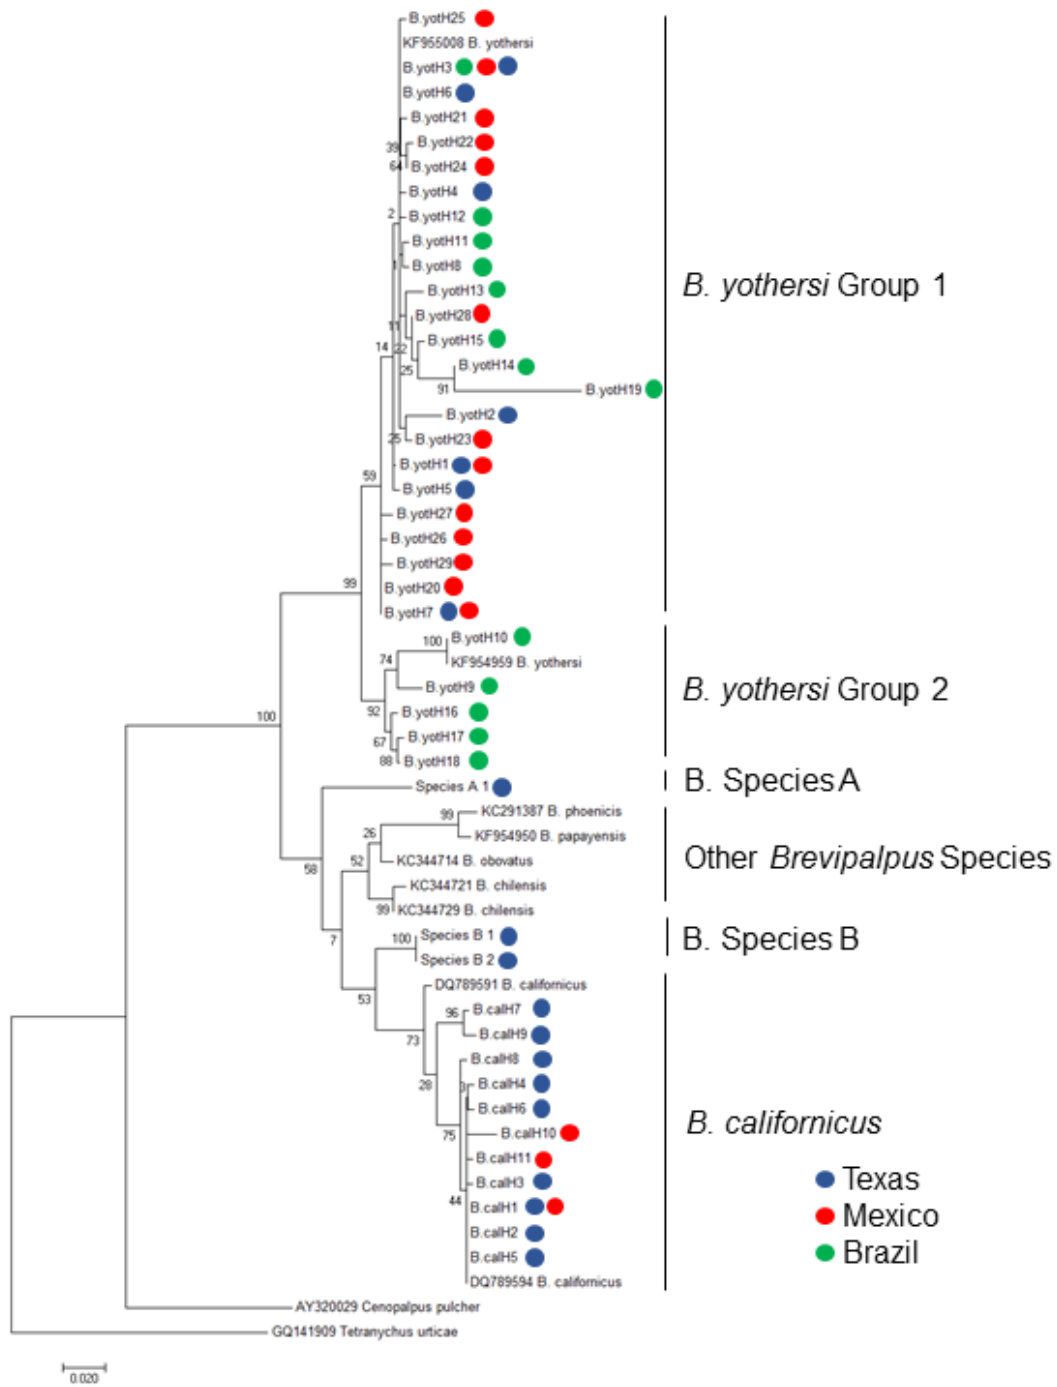 B.yotH25
KF955008 B. yothersi
B.yotH3
B.yotH6
B.yotH21
39
B.yotH22
64
B.yotH24
B.yotH4
2
B.yotH12
B.yotH11
1
B.yotH8
B. yothersi Group 1
B.yotH13
B.yotH28
11
B.yotH15
14
22
B.yotH14
25
91
B.yotH19
B.yotH2
25
B.yotH23
B.yotH1
59
B.yotH5
B.yotH27
B.yotH26
B.yotH29
99
B.yotH20
B.yotH7
100
B.yotH10
74
KF954959 B. yothersi
B.yotH9
B. yothersi Group 2
92
B.yotH16
100
B.yotH17
67
88
B.yotH18
Species A 1
B. Species A
99
KC291387 B. phoenicis
26
KF954950 B. papayensis
52
KC344714 B. obovatus
Other Brevipalpus Species
58
KC344721 B. chilensis
99
KC344729 B. chilensis
7
100
Species B 1
B. Species B
Species B 2
53
DQ789591 B. californicus
96
B.calH7
73
B.calH9
B.calH8
28
3
B.calH4
B.calH6
75
B.calH10
B. californicus
B.calH11
B.calH3
Texas
44
B.calH1
Mexico
B.calH2
B.calH5
Brazil
DQ789594 B. californicus
AY320029 Cenopalpus pulcher
GQ141909 Tetranychus urticae
0.020